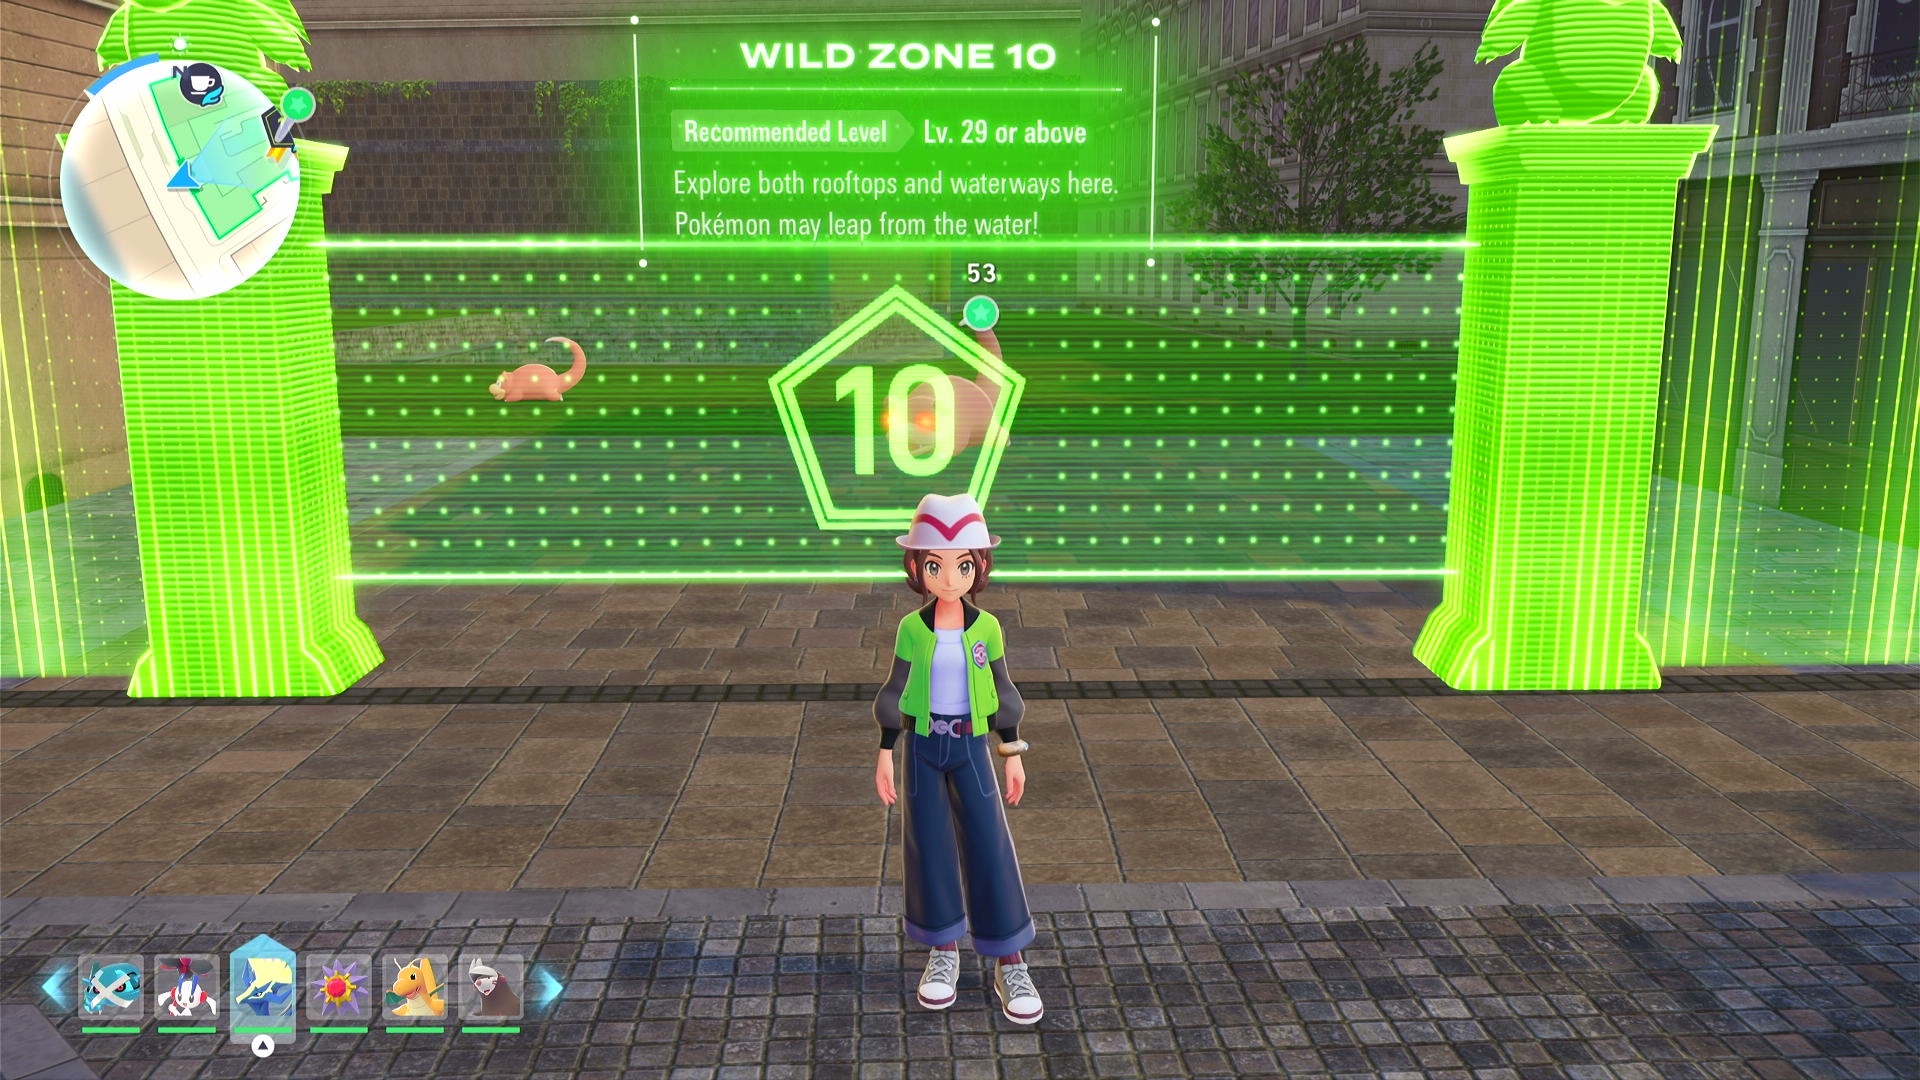 N
WILD ZONE 10
Recommended Level Lv. 29 or above
Explore both rooftops and waterways here.
Pokémon may leap from the water!
53
10